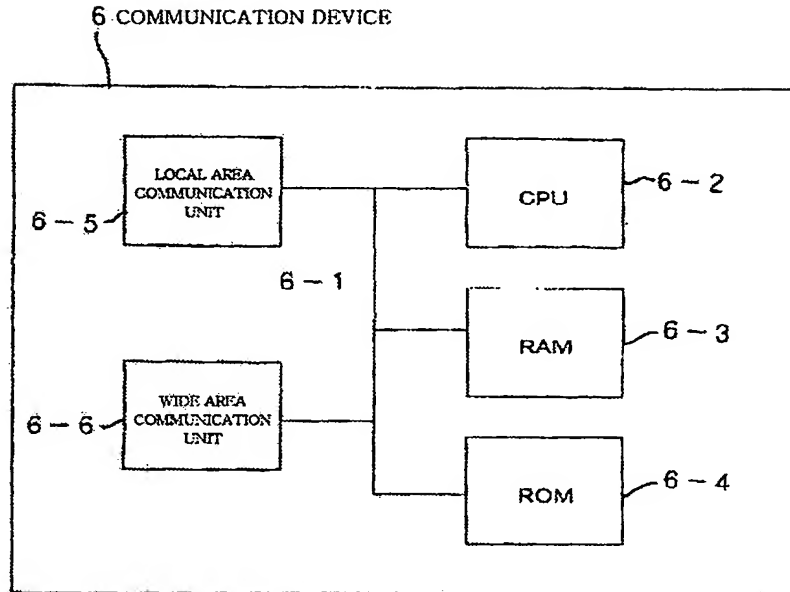 6 COMMUNICATION DEVICE
LOCAL AREA
COMMUNICATION
UNIT
6-5
CPU
6-2
6-1
RAM
6-3
WIDE AREA
COMMUNICATION
UNIT
6-6
ROM
6-4